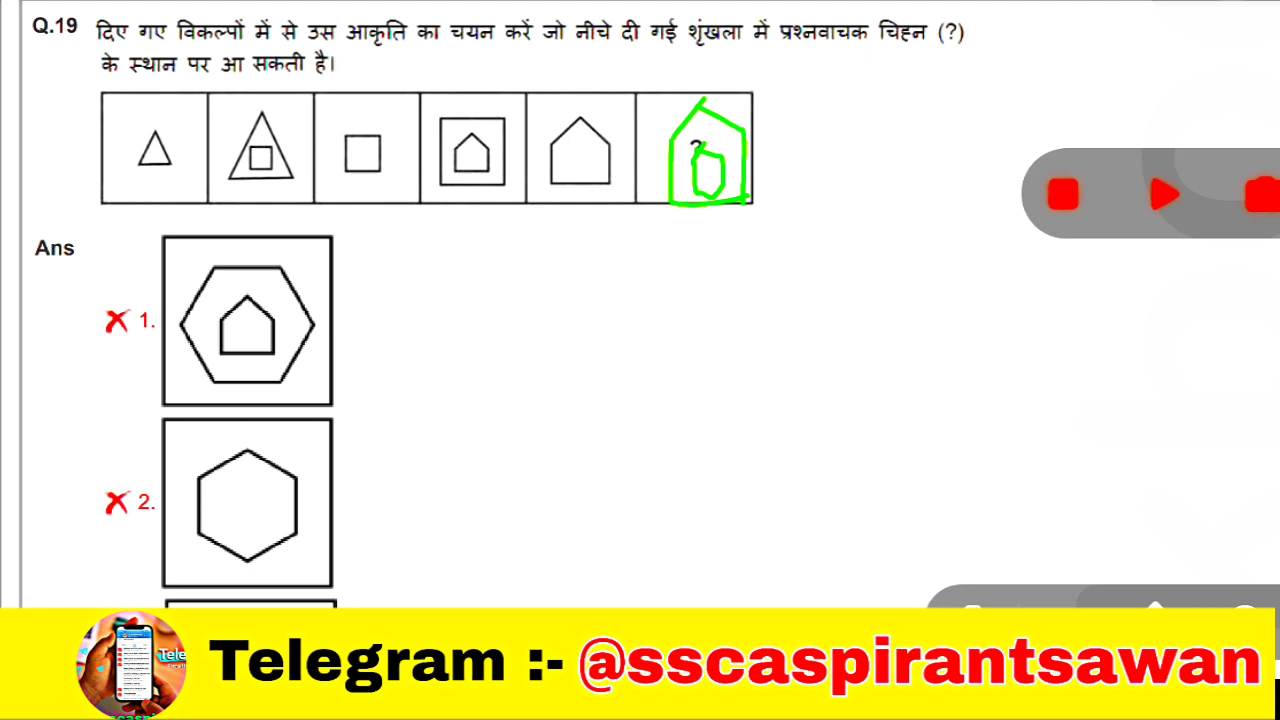 Q.19 दिए गए विकल्पों में से उस आकृति का चयन करें जो नीचे दी गई शृंखला में प्रश्नवाचक चिह्न (?)
के स्थान पर आ सकती है।
?
Ans
1.
2.
Telegram :- @sscaspirantsawan